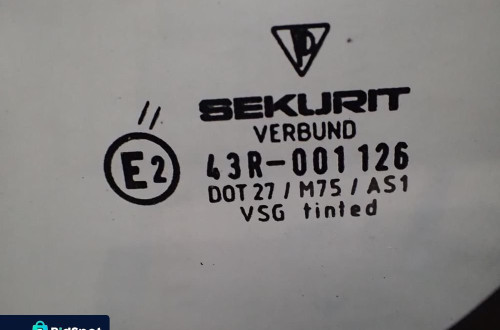 SEKURIT
VERBUND
E2 43R-001126
DOT 27 / M75 / AS1
VSG tinted